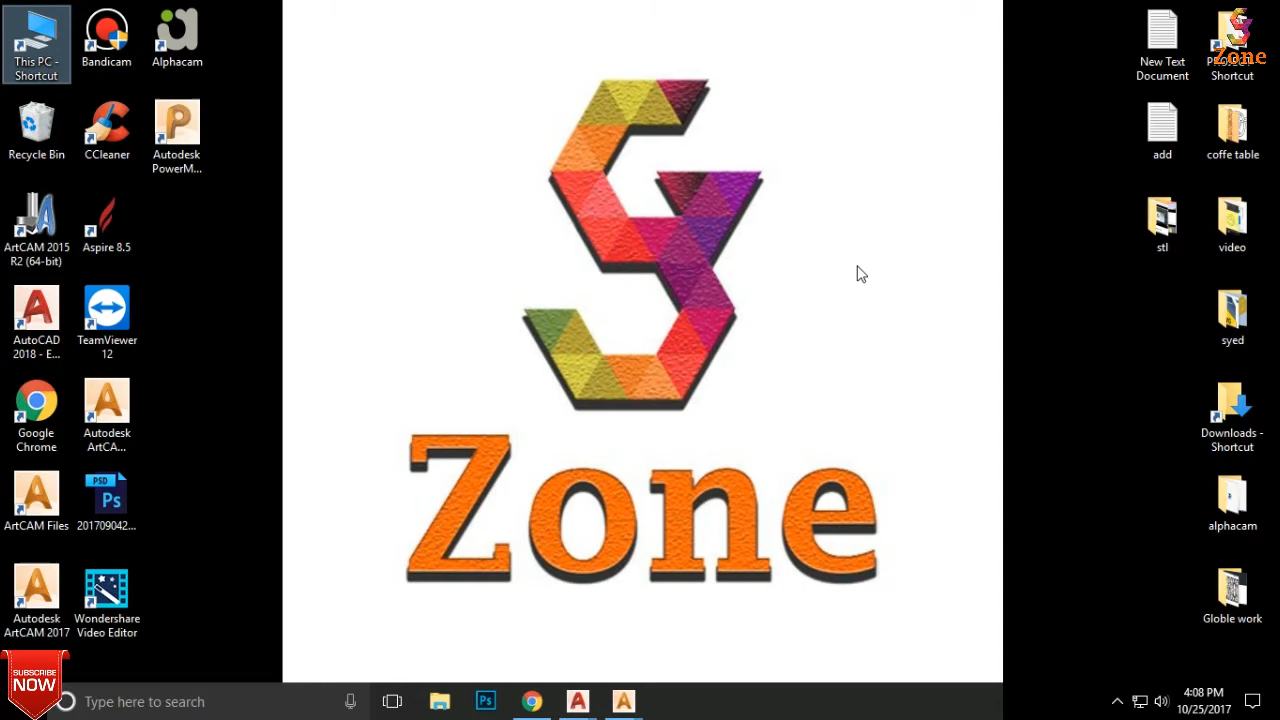 This PC -
Shortcut
Bandicam
Alphacam
Recycle Bin
CCleaner
Autodesk
PowerM...
ArtCAM 2015
R2 (64-bit)
Aspire 8.5
AutoCAD
2018 - E...
TeamViewer
12
Google
Chrome
Autodesk
ArtCA...
ArtCAM Files
PSD
Ps
201709042...
Autodesk
ArtCAM 2017
Wondershare
Video Editor
Zone
New Text
Document
Zone
Shortcut
add
coffe table
stl
video
syed
Downloads -
Shortcut
alphacam
Globle work
SUBSCRIBE
NOW
Type here to search
Ps
4:08 PM
10/25/2017